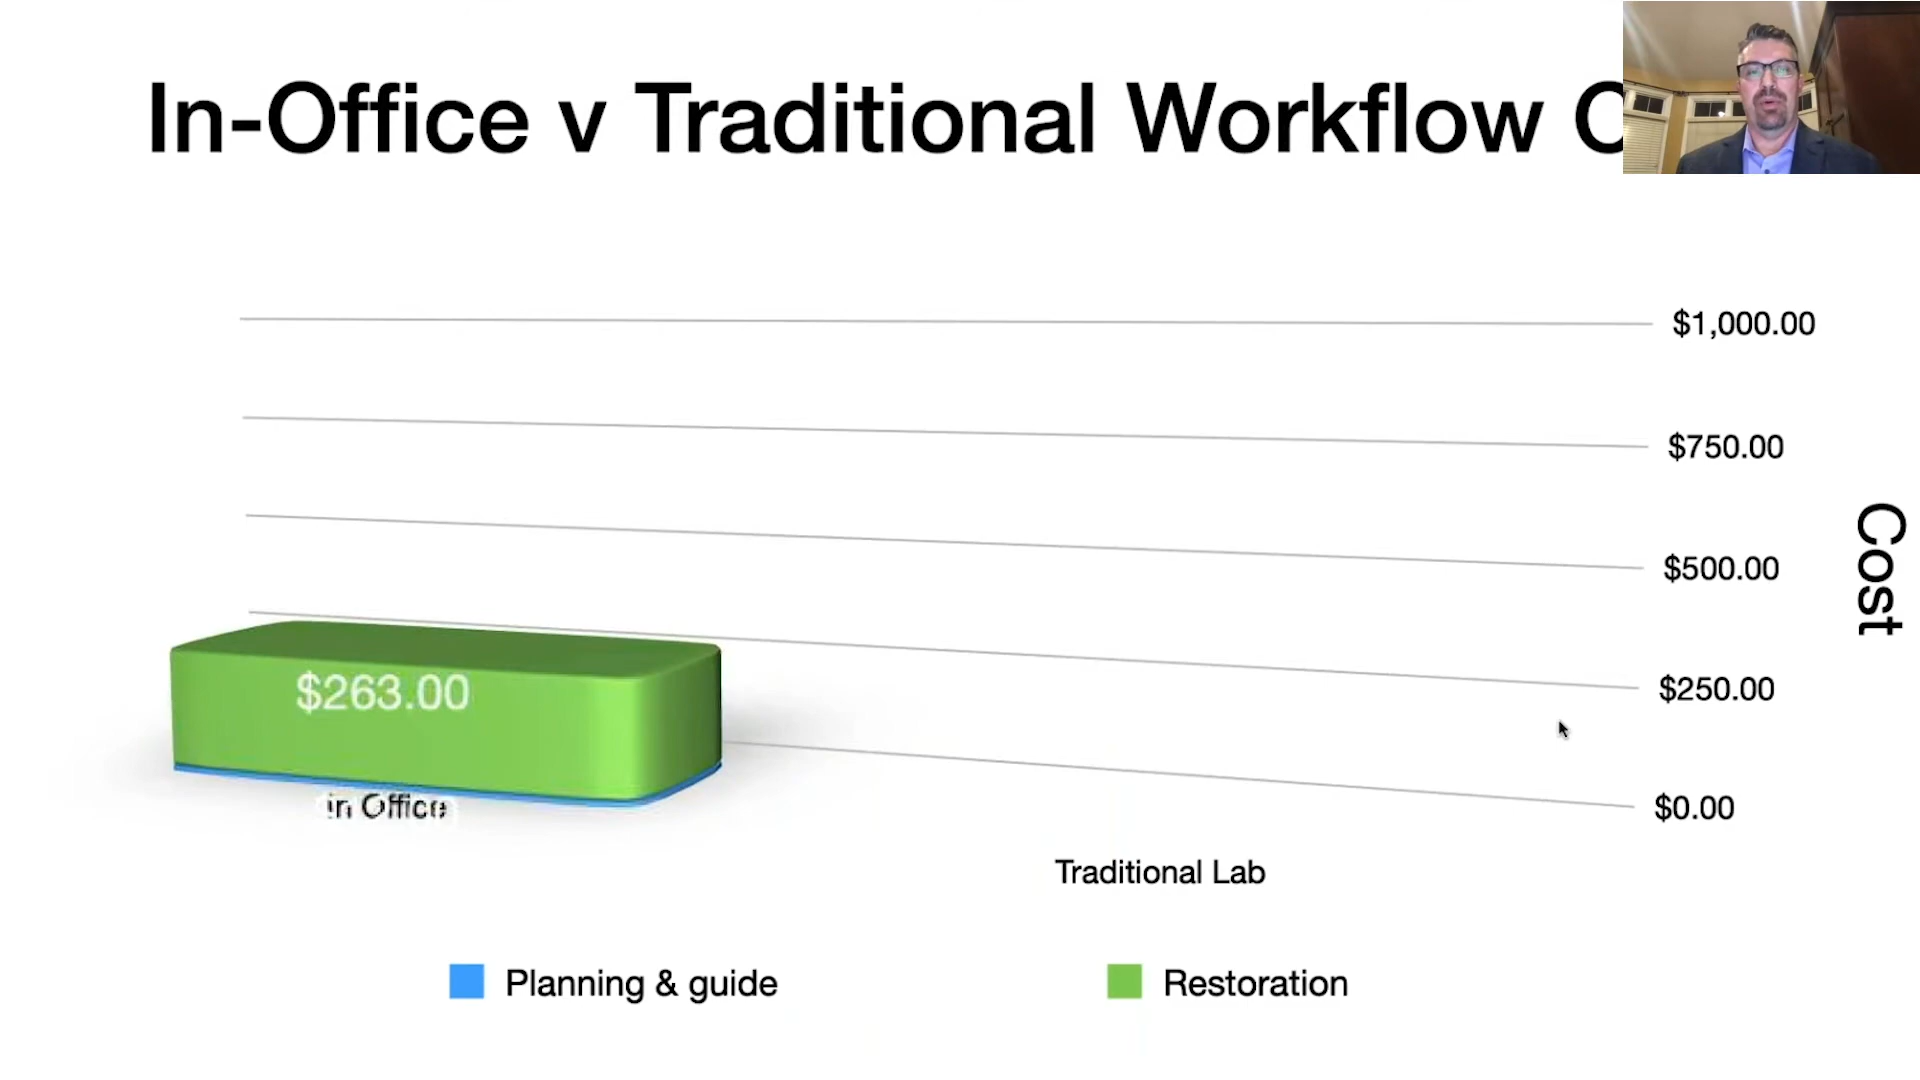 In-Office v Traditional Workflow C
$1,000.00
$750.00
$500.00
$250.00
$0.00
Cost
$263.00
in Office
Traditional Lab
Planning & guide
Restoration